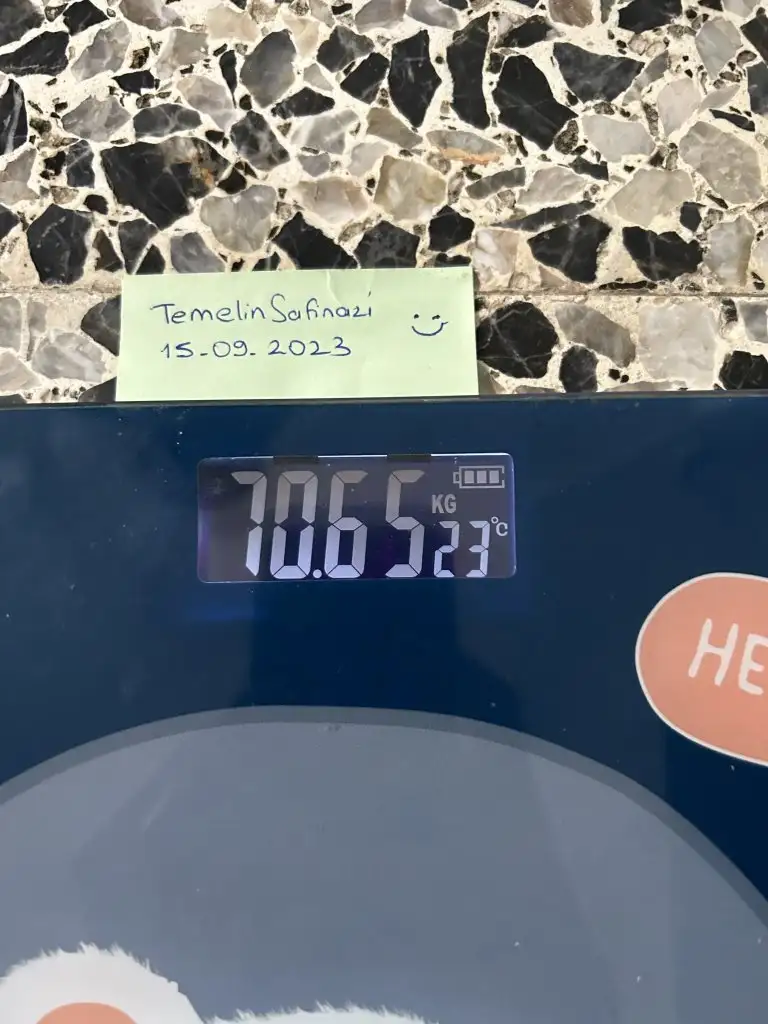 Temelin Safinazi
15.09.2023
70.65 KG
23°C
HE